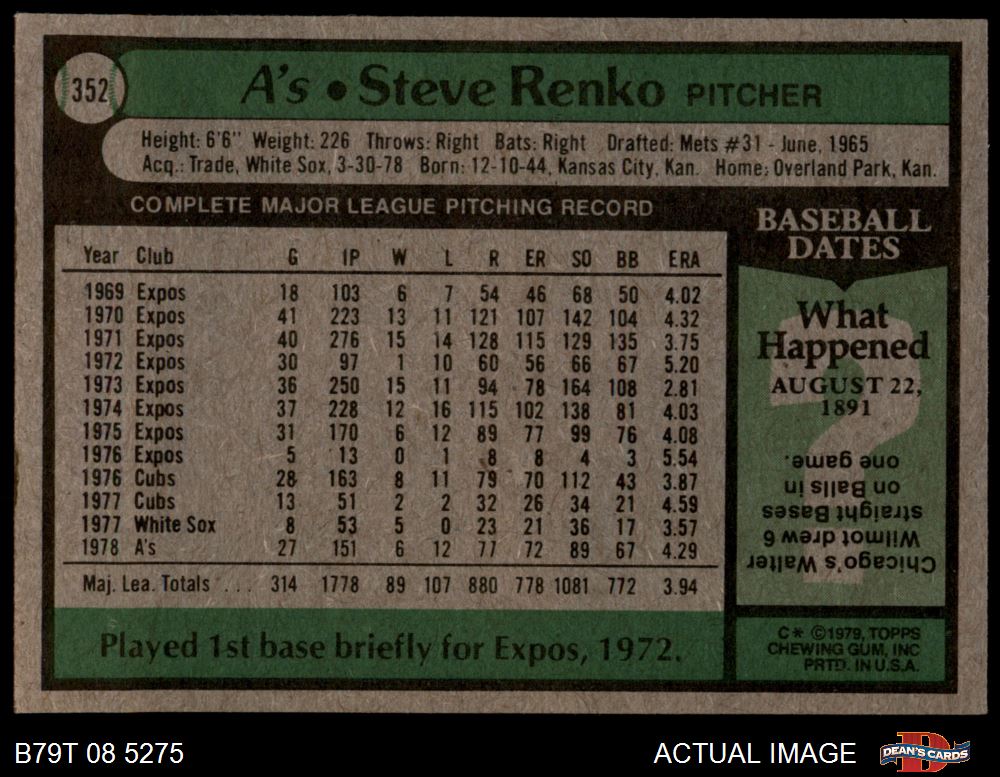 352
A's • Steve Renko PITCHER
Height: 6'6" Weight: 226 Throws: Right Bats: Right Drafted: Mets #31 - June, 1965
Acq.: Trade, White Sox, 3-30-78 Born: 12-10-44, Kansas City, Kan. Home: Overland Park, Kan.
COMPLETE MAJOR LEAGUE PITCHING RECORD
Year Club G IP W L R ER SO BB ERA
1969 Expos 18 103 6 7 54 46 68 50 4.02
1970 Expos 41 223 13 11 121 107 142 104 4.32
1971 Expos 40 276 15 14 128 115 129 135 3.75
1972 Expos 30 97 1 10 60 56 66 67 5.20
1973 Expos 36 250 15 11 94 78 164 108 2.81
1974 Expos 37 228 12 16 115 102 138 81 4.03
1975 Expos 31 170 6 12 89 77 99 76 4.08
1976 Expos 5 13 0 1 8 8 4 3 5.54
1976 Cubs 28 163 8 11 79 70 112 43 3.87
1977 Cubs 13 51 2 2 32 26 34 21 4.59
1977 White Sox 8 53 5 0 23 21 36 17 3.57
1978 A's 27 151 6 12 77 72 89 67 4.29
Maj. Lea. Totals . . . 314 1778 89 107 880 778 1081 772 3.94
Played 1st base briefly for Expos, 1972.
BASEBALL
DATES
What
Happened
AUGUST 22,
1891
?
Chicago's Walter
Wilmot drew 6
straight Bases
on Balls in
one game.
C* ©1979, TOPPS
CHEWING GUM, INC
PRTD. IN U.S.A.
B79T 08 5275
ACTUAL IMAGE
DEAN'S CARDS